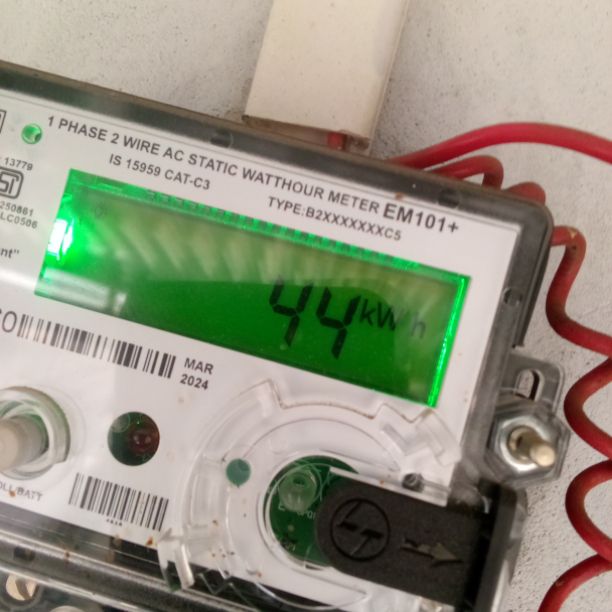 1 PHASE 2 WIRE AC STATIC WATTHOUR METER EM101+
IS 15959 CAT-C3
TYPE:B2XXXXXXXC5
13779
44 kWh
MAR
2024